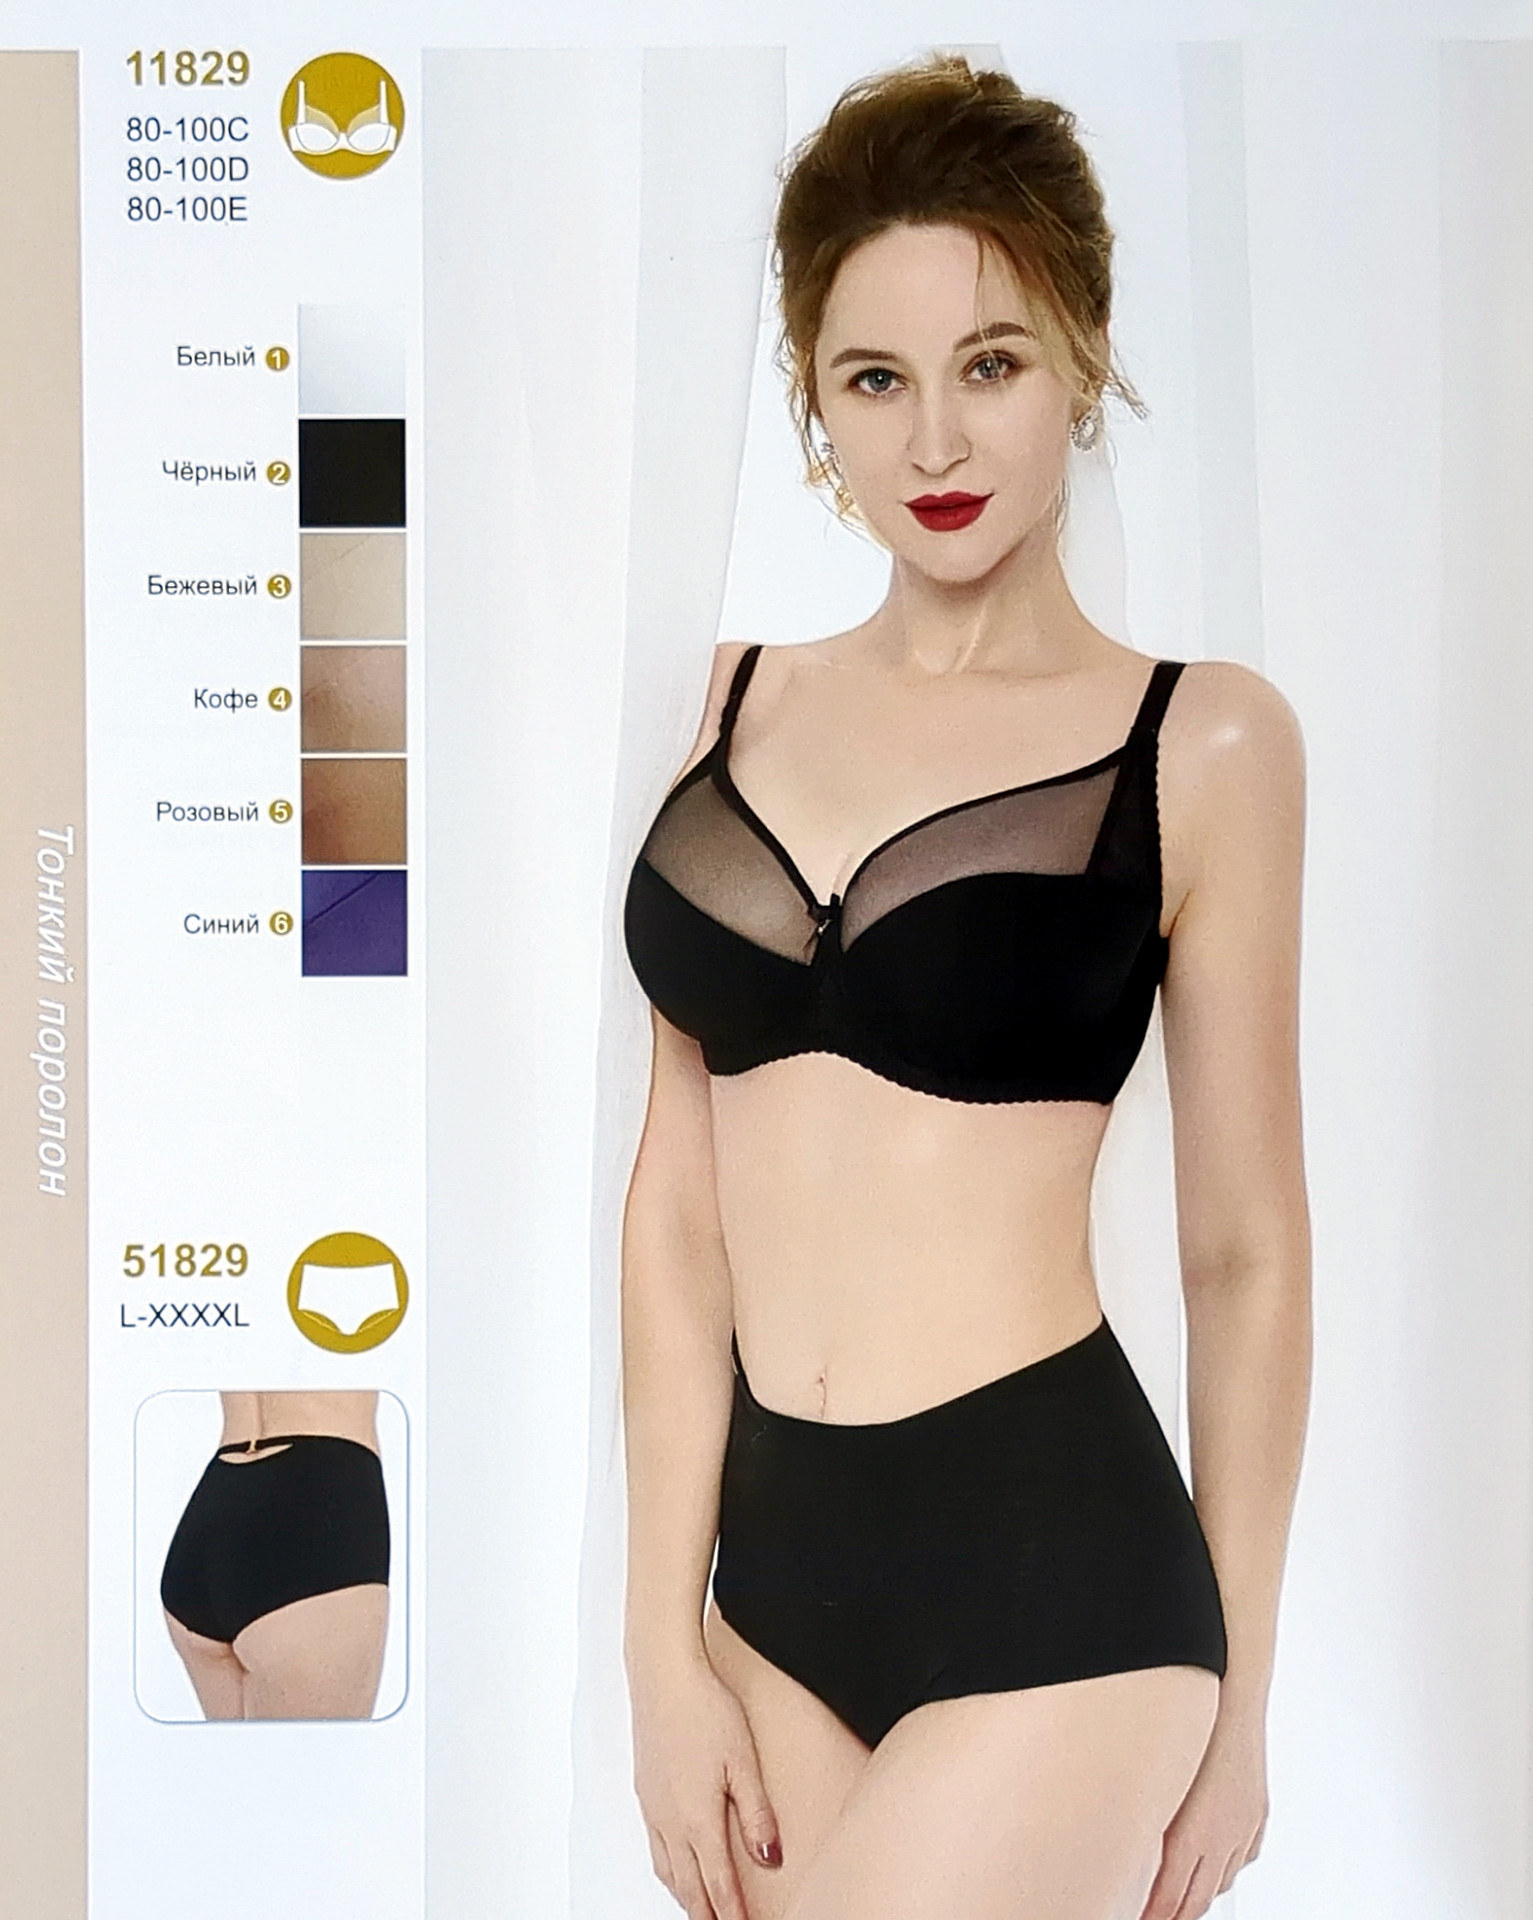 11829
80-100C
80-100D
80-100E
Белый 1
Чёрный 2
Бежевый 3
Кофе 4
Розовый 5
Синий 6
Тонкий поролон
51829
L-XXXXL